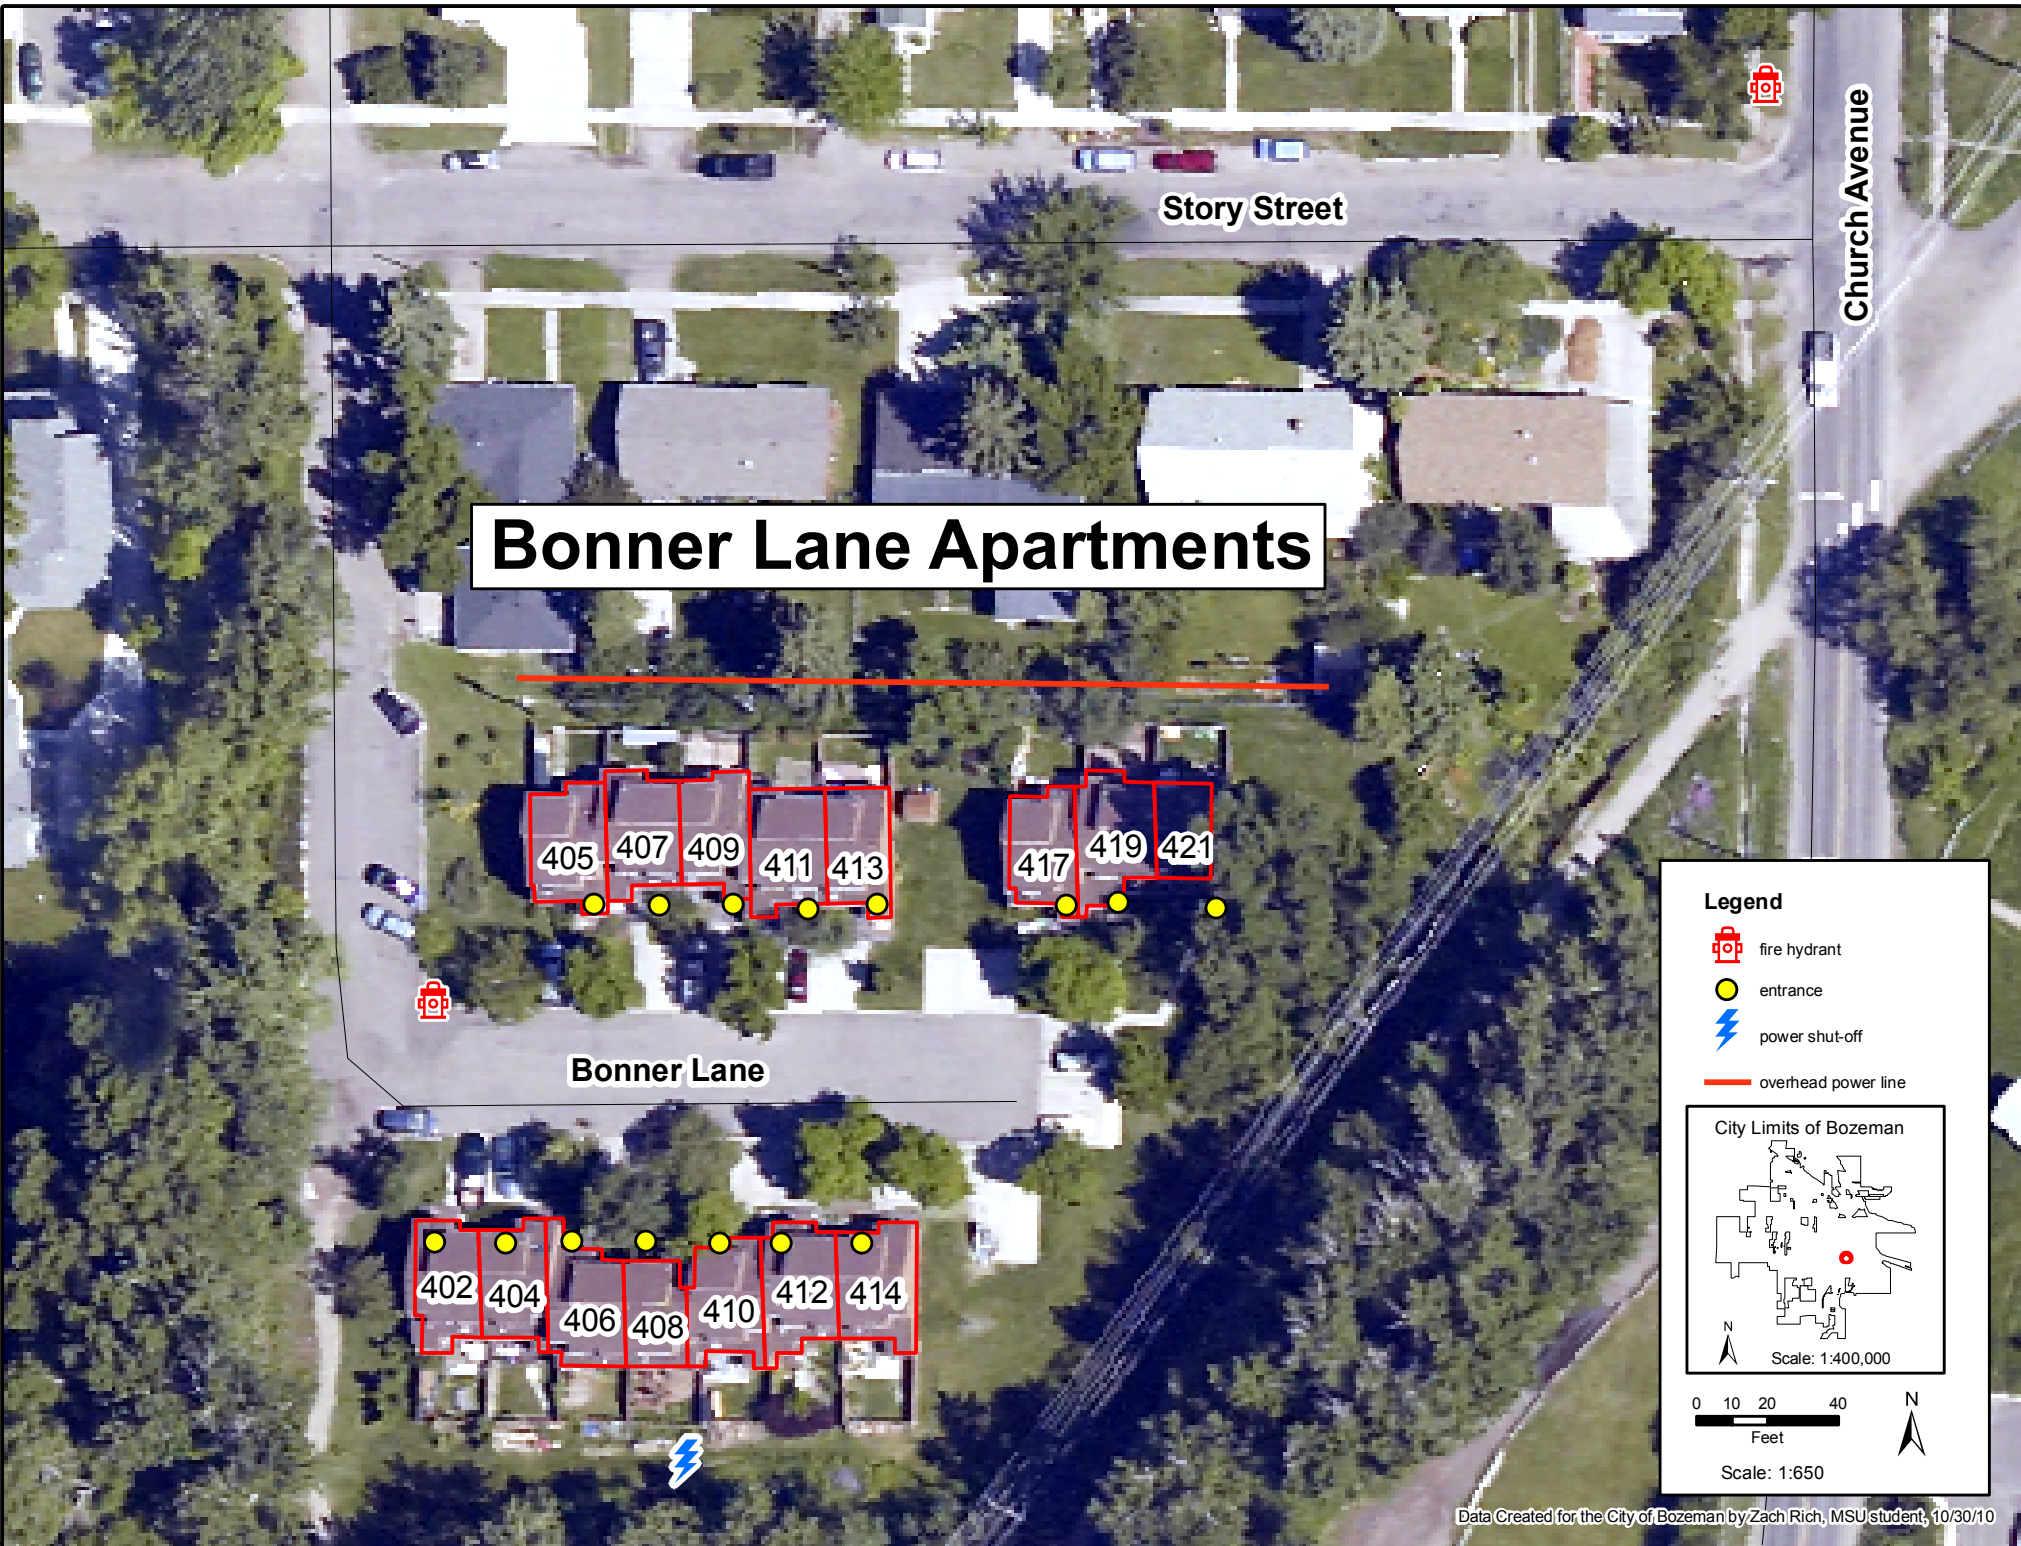 Story Street
Church Avenue
Bonner Lane Apartments
405
407
409
411
413
417
419
421
Bonner Lane
402
404
406
408
410
412
414
Legend
fire hydrant
entrance
power shut-off
overhead power line
City Limits of Bozeman
N
Scale: 1:400,000
0 10 20 40
Feet
N
Scale: 1:650
Data Created for the City of Bozeman by Zach Rich, MSU student, 10/30/10